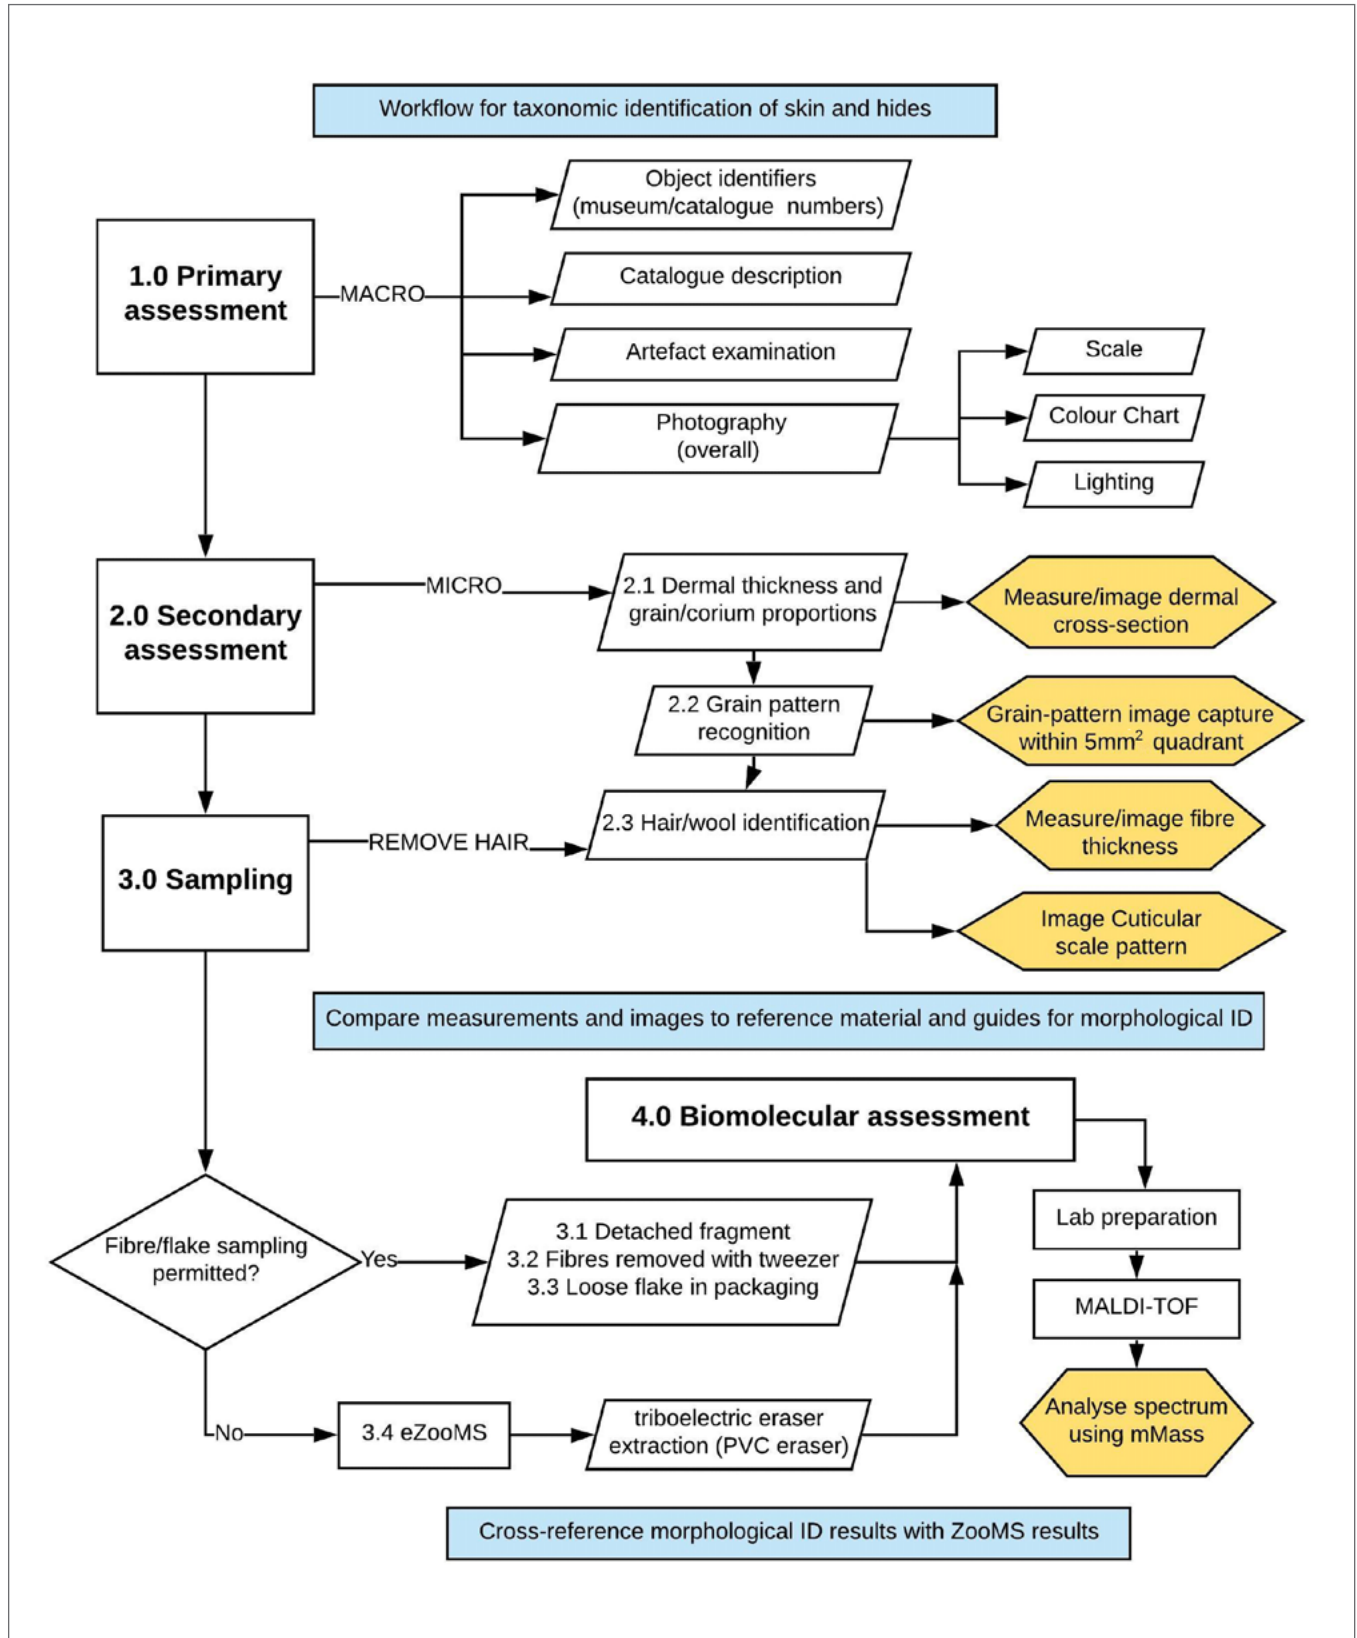 Workflow for taxonomic identification of skin and hides
Object identifiers
(museum/catalogue numbers)
1.0 Primary
assessment
MACRO
Catalogue description
Artefact examination
Photography
(overall)
Scale
Colour Chart
Lighting
2.0 Secondary
assessment
MICRO
2.1 Dermal thickness and
grain/corium proportions
Measure/image dermal
cross-section
2.2 Grain pattern
recognition
Grain-pattern image capture
within 5mm² quadrant
3.0 Sampling
REMOVE HAIR
2.3 Hair/wool identification
Measure/image fibre
thickness
Image Cuticular
scale pattern
Compare measurements and images to reference material and guides for morphological ID
4.0 Biomolecular assessment
Fibre/flake sampling
permitted?
Yes
3.1 Detached fragment
3.2 Fibres removed with tweezer
3.3 Loose flake in packaging
Lab preparation
MALDI-TOF
Analyse spectrum
using mMass
No
3.4 eZooMS
triboelectric eraser
extraction (PVC eraser)
Cross-reference morphological ID results with ZooMS results